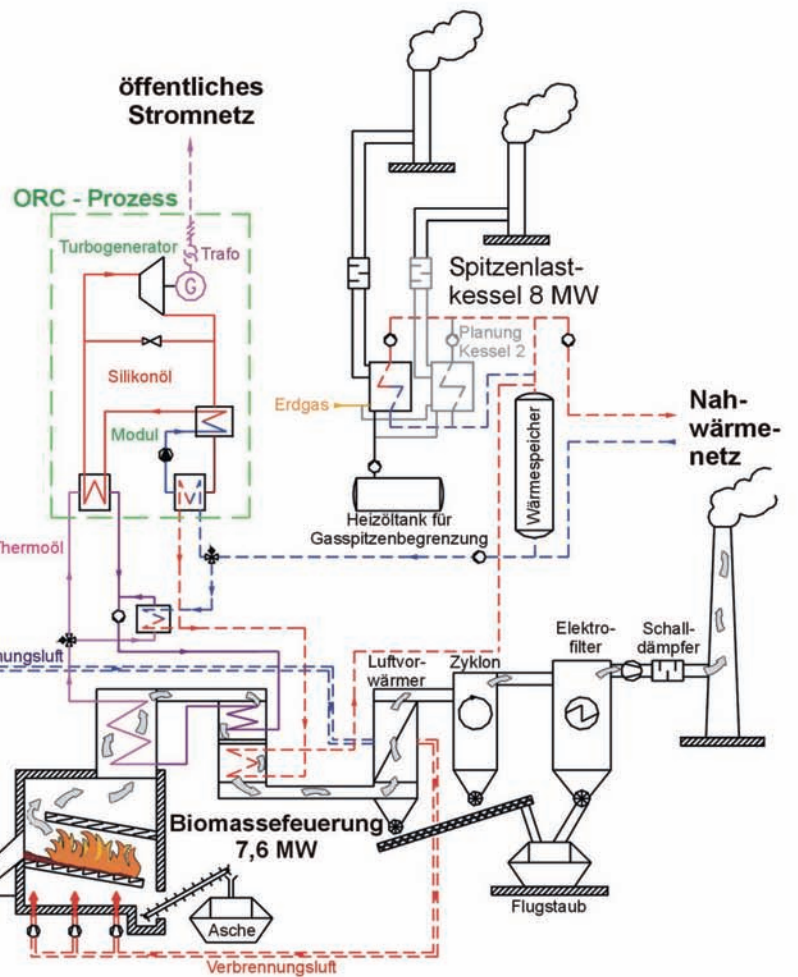 öffentliches
Stromnetz
ORC - Prozess
Turbogenerator
Trafo
G
Spitzenlast-
kessel 8 MW
Planung
Kessel 2
Silikonöl
Erdgas
Modul
Nah-
wärme-
netz
Wärmespeicher
Heizöltank für
Gasspitzenbegrenzung
Thermoöl
Elektro-
filter
Schall-
dämpfer
nungsluft
Luftvor-
wärmer
Zyklon
Biomassefeuerung
7,6 MW
Asche
Flugstaub
Verbrennungsluft